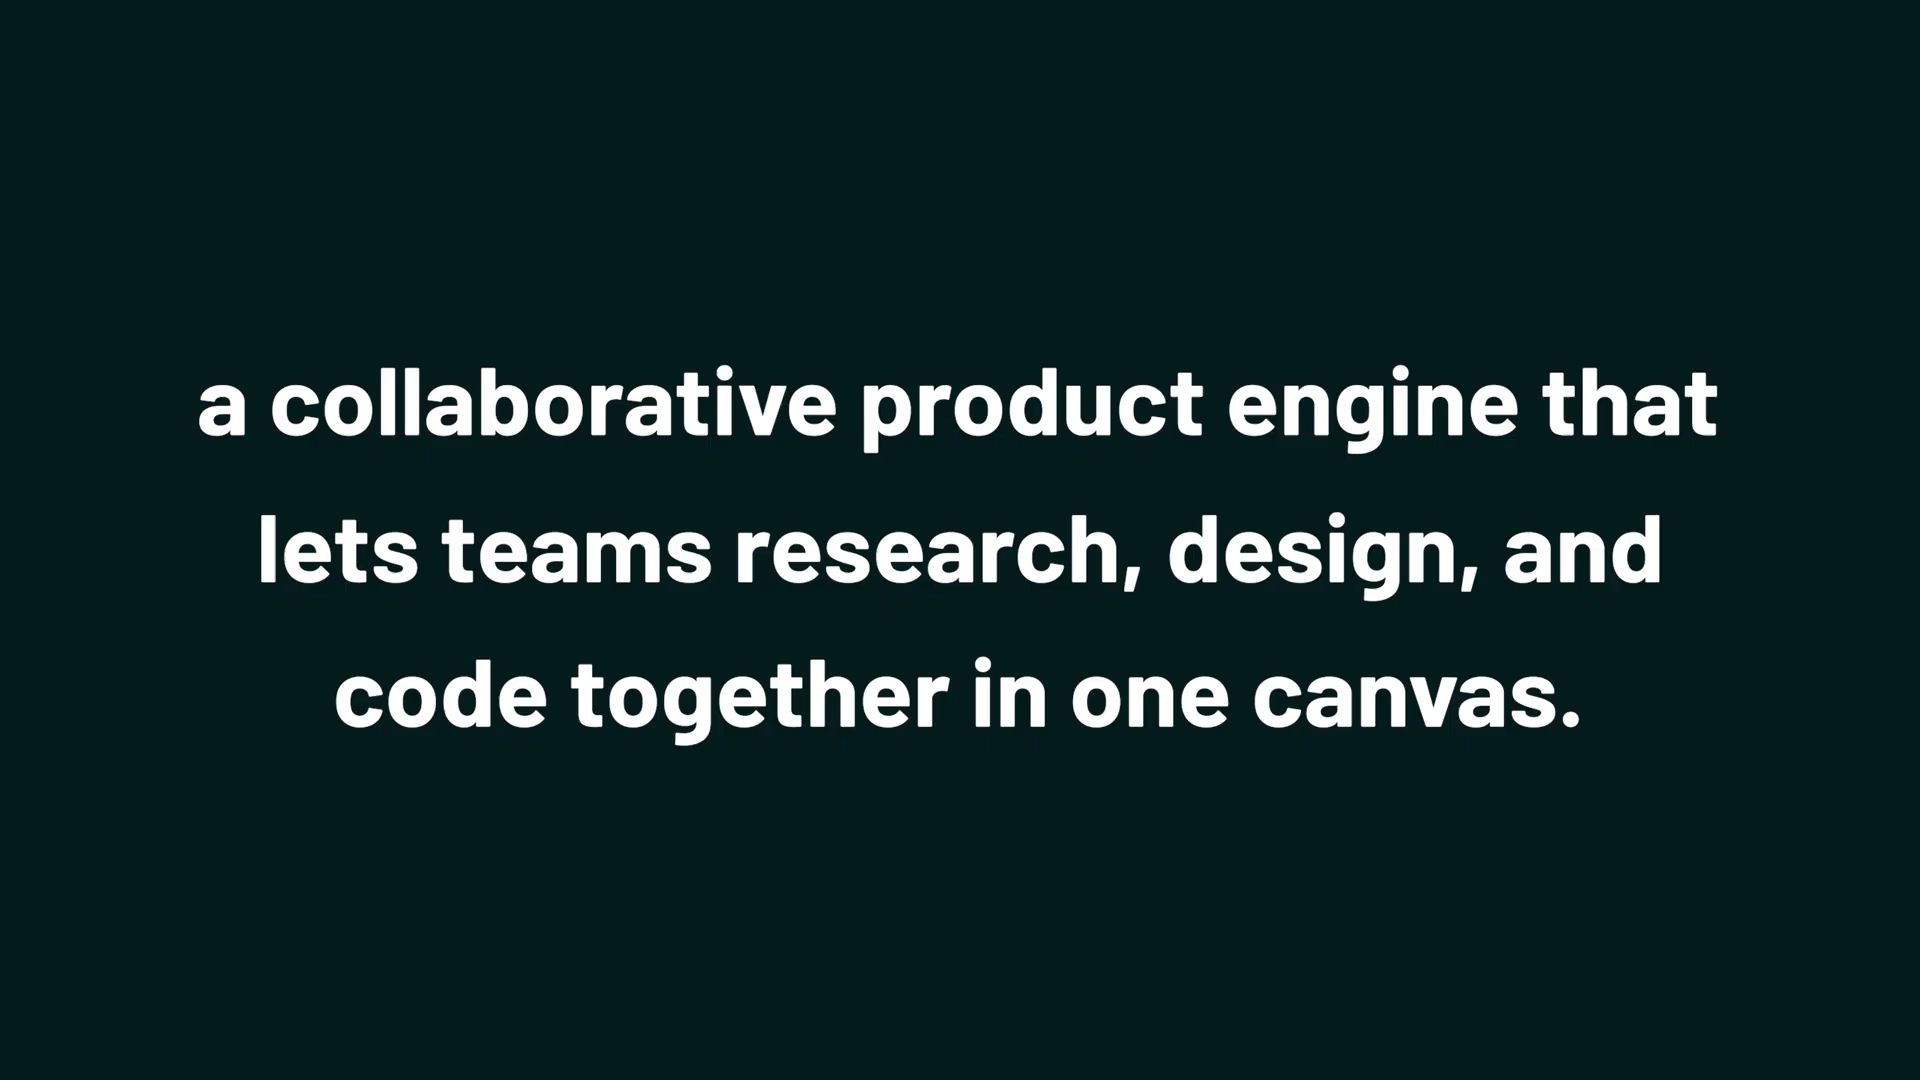 a collaborative product engine that
lets teams research, design, and
code together in one canvas.